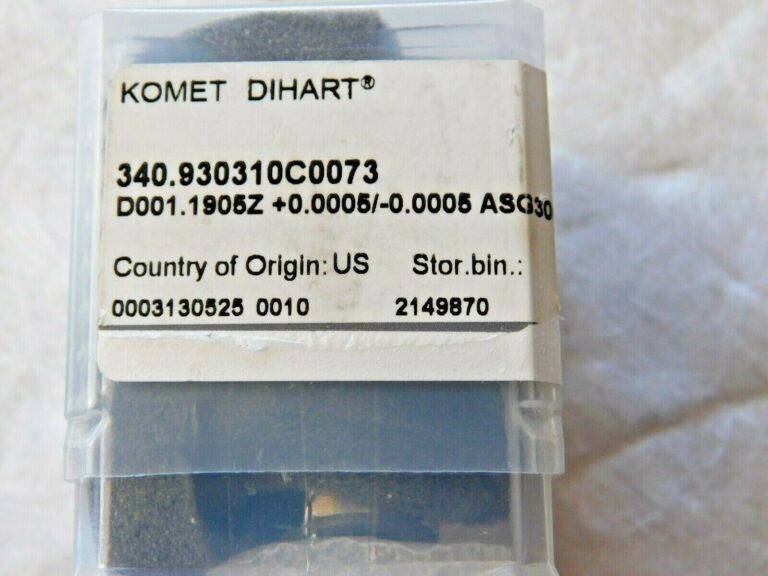 KOMET DIHART®
340.930310C0073
D001.1905Z +0.0005/-0.0005 ASG30
Country of Origin: US Stor.bin.:
0003130525 0010 2149870